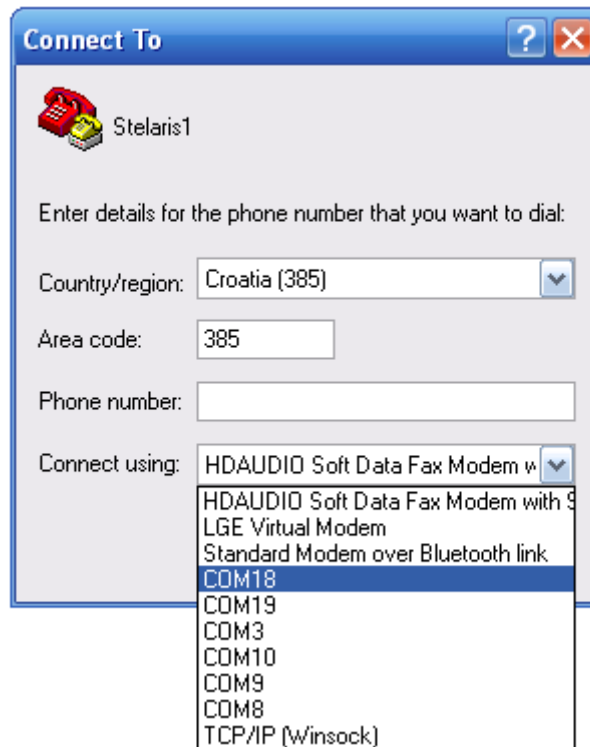 Connect To
Stelaris1
Enter details for the phone number that you want to dial:
Country/region: Croatia (385)
Area code: 385
Phone number:
Connect using: HDAUDIO Soft Data Fax Modem w
HDAUDIO Soft Data Fax Modem with S
LGE Virtual Modem
Standard Modem over Bluetooth link
COM18
COM19
COM3
COM10
COM9
COM8
TCP/IP (Winsock)